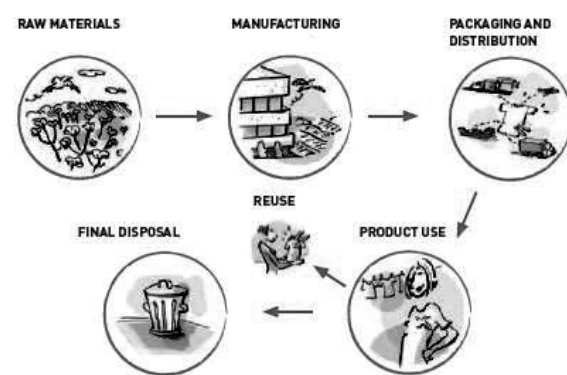 RAW MATERIALS
MANUFACTURING
PACKAGING AND
DISTRIBUTION
REUSE
FINAL DISPOSAL
PRODUCT USE